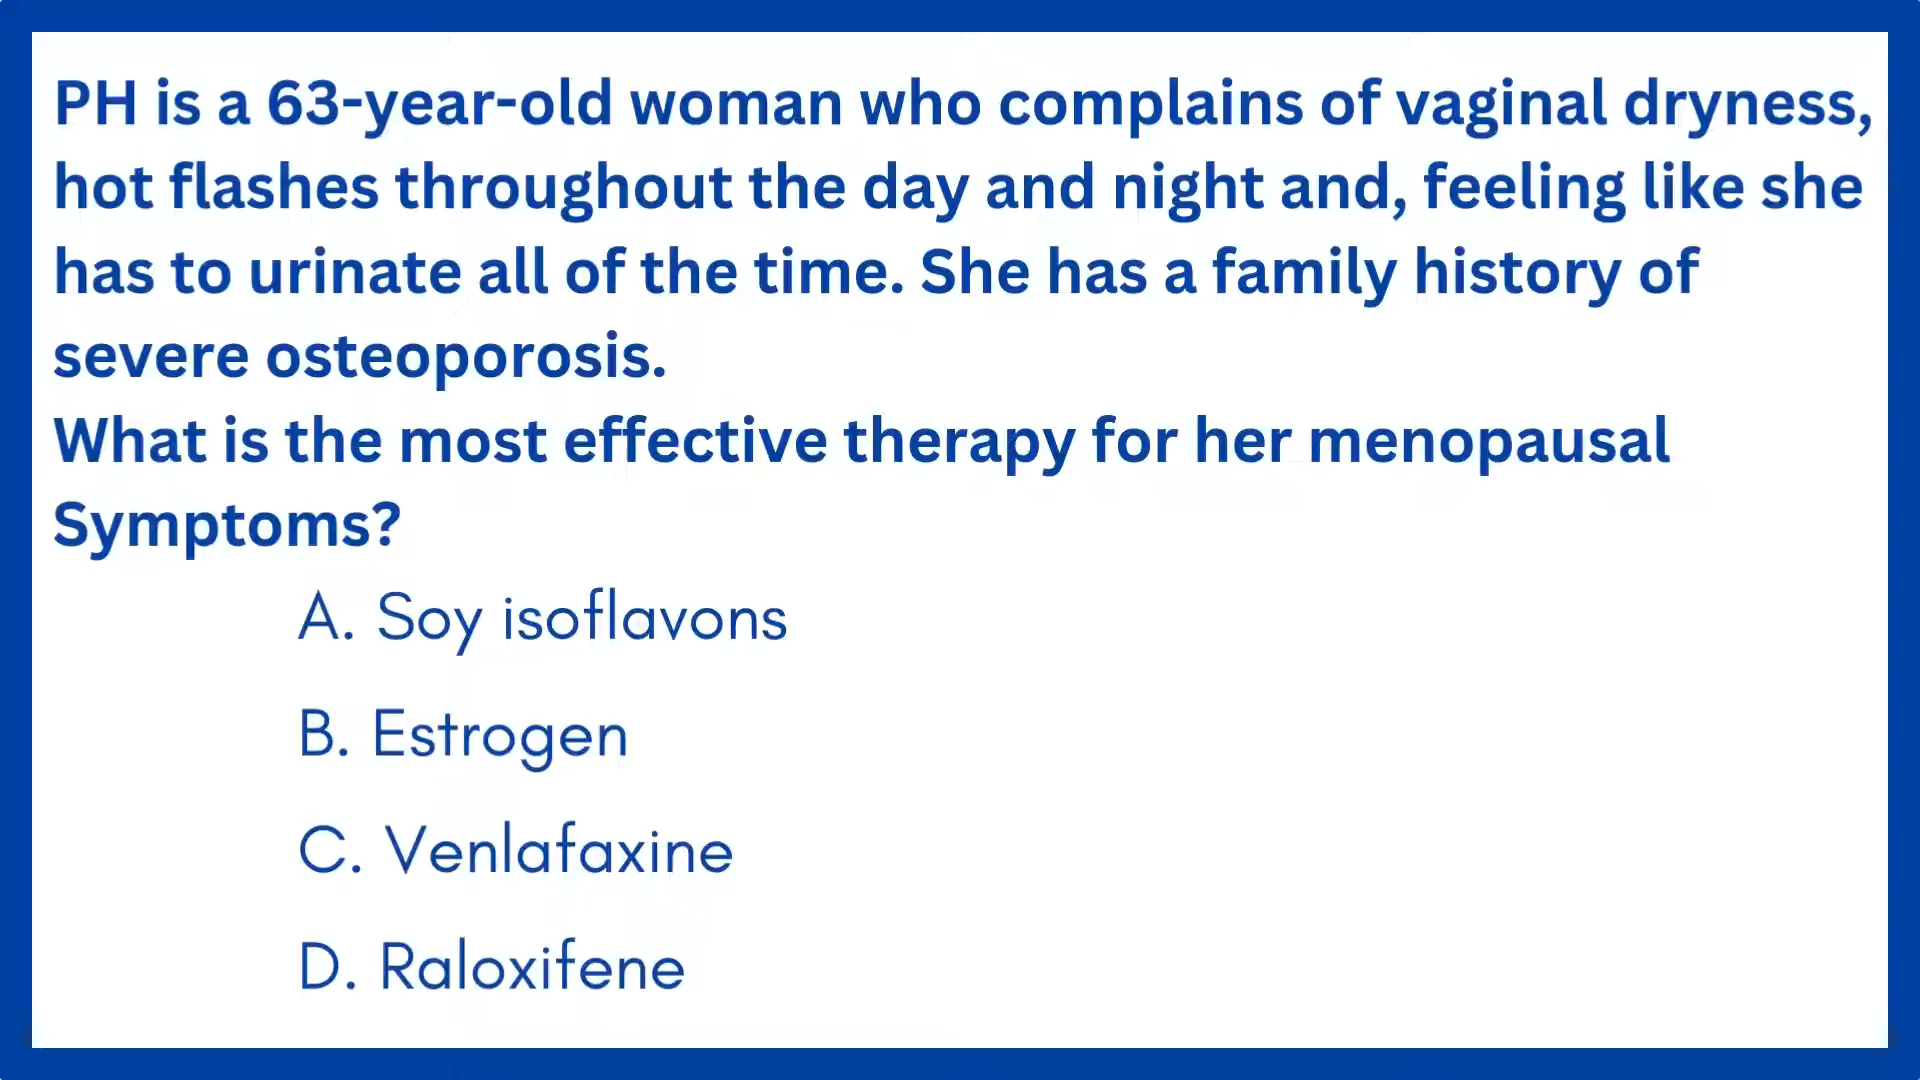 PH is a 63-year-old woman who complains of vaginal dryness,
hot flashes throughout the day and night and, feeling like she
has to urinate all of the time. She has a family history of
severe osteoporosis.
What is the most effective therapy for her menopausal
Symptoms?
A. Soy isoflavons
B. Estrogen
C. Venlafaxine
D. Raloxifene